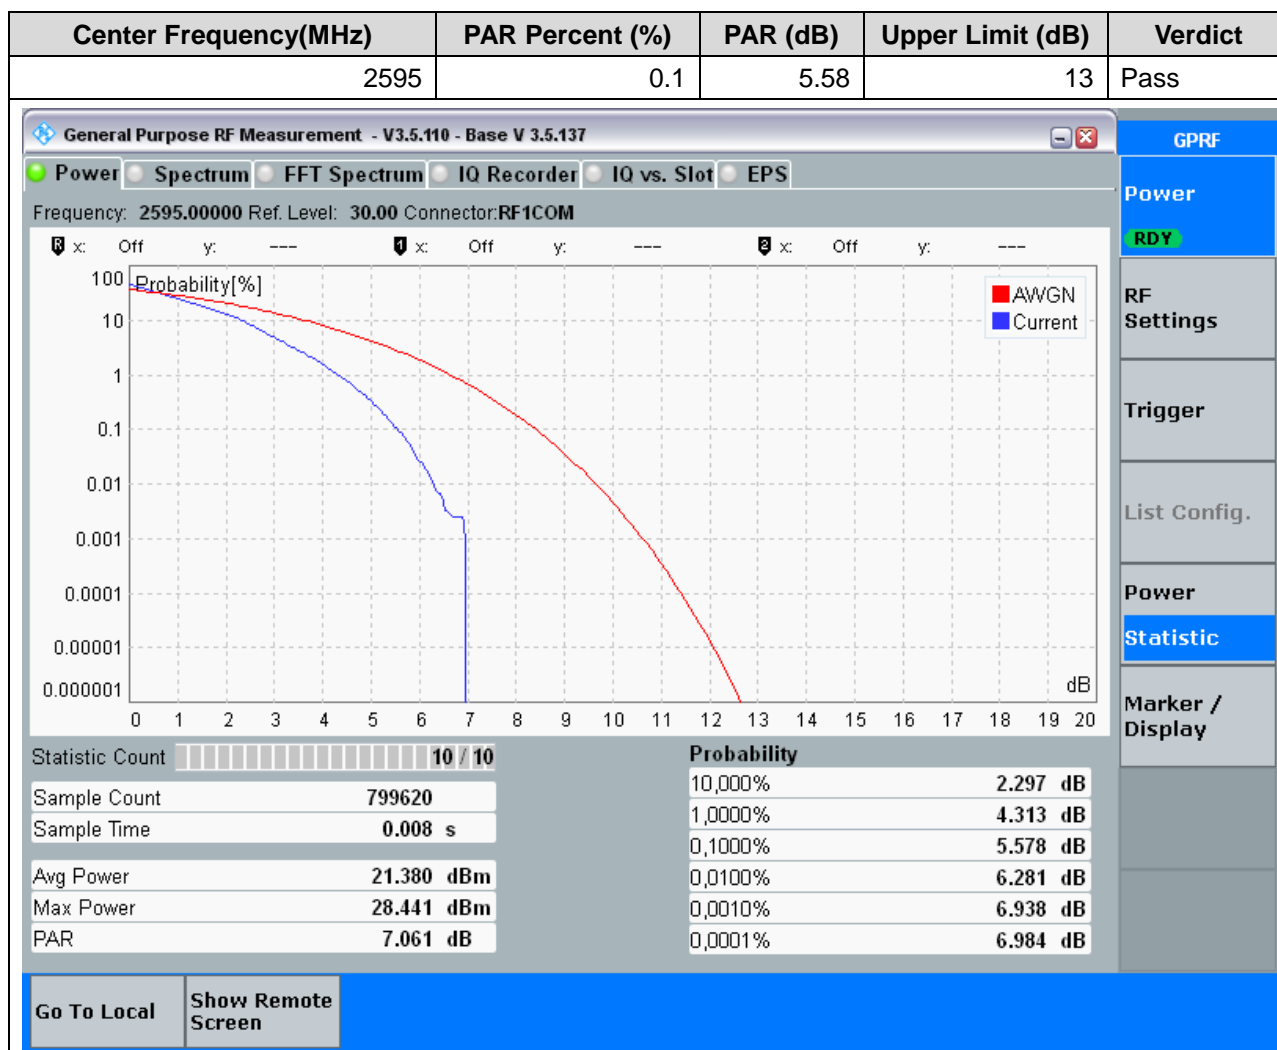 Center Frequency(MHz) PAR Percent (%) PAR (dB) Upper Limit (dB) Verdict
2595 0.1 5.58 13 Pass
General Purpose RF Measurement - V3.5.110 - Base V 3.5.137
GPRF
Power Spectrum FFT Spectrum IQ Recorder IQ vs. Slot EPS
Power
RDY
Frequency: 2595.00000 Ref. Level: 30.00 Connector:RF1COM
R x: Off y: --- 1 x: Off y: --- 2 x: Off y: ---
100 Probability[%]
AWGN
Current
10
1
0.1
0.01
0.001
0.0001
0.00001
0.000001
dB
0 1 2 3 4 5 6 7 8 9 10 11 12 13 14 15 16 17 18 19 20
RF
Settings
Trigger
List Config.
Power
Statistic
Marker /
Display
Statistic Count 10 / 10
Sample Count 799620
Sample Time 0.008 s
Avg Power 21.380 dBm
Max Power 28.441 dBm
PAR 7.061 dB
Probability
10,000% 2.297 dB
1,0000% 4.313 dB
0,1000% 5.578 dB
0,0100% 6.281 dB
0,0010% 6.938 dB
0,0001% 6.984 dB
Go To Local
Show Remote
Screen